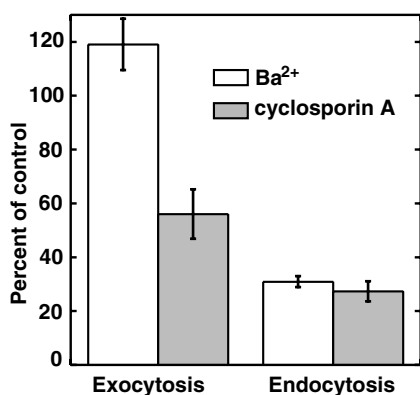 Percent of control
120
100
80
60
40
20
0
Ba²⁺
cyclosporin A
Exocytosis Endocytosis